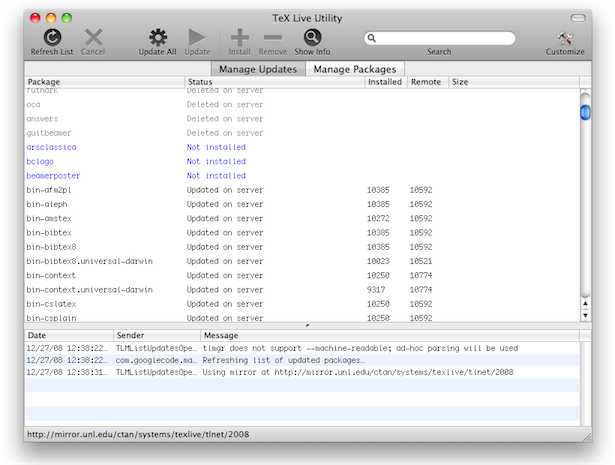 TeX Live Utility
Refresh List Cancel Update All Update Install Remove Show Info Search Customize
Manage Updates Manage Packages
Package Status Installed Remote Size
futhark Deleted on server
oca Deleted on server
answers Deleted on server
guitbeamer Deleted on server
arsclassica Not installed
bclogo Not installed
beamerposter Not installed
bin-afm2pl Updated on server 10385 10592
bin-aleph Updated on server 10385 10592
bin-amstex Updated on server 10272 10592
bin-bibtex Updated on server 10385 10592
bin-bibtex8 Updated on server 10385 10592
bin-bibtex8.universal-darwin Updated on server 10023 10521
bin-context Updated on server 10250 10774
bin-context.universal-darwin Updated on server 9317 10774
bin-cslatex Updated on server 10250 10592
bin-csplain Updated on server 10250 10592
Date Sender Message
12/27/08 12:38:22... TLMListUpdatesOpe... tlmgr does not support --machine-readable; ad-hoc parsing will be used
12/27/08 12:38:22... com.googlecode.ma... Refreshing list of updated packages…
12/27/08 12:38:31... TLMListUpdatesOpe... Using mirror at http://mirror.unl.edu/ctan/systems/texlive/tlnet/2008
http://mirror.unl.edu/ctan/systems/texlive/tlnet/2008